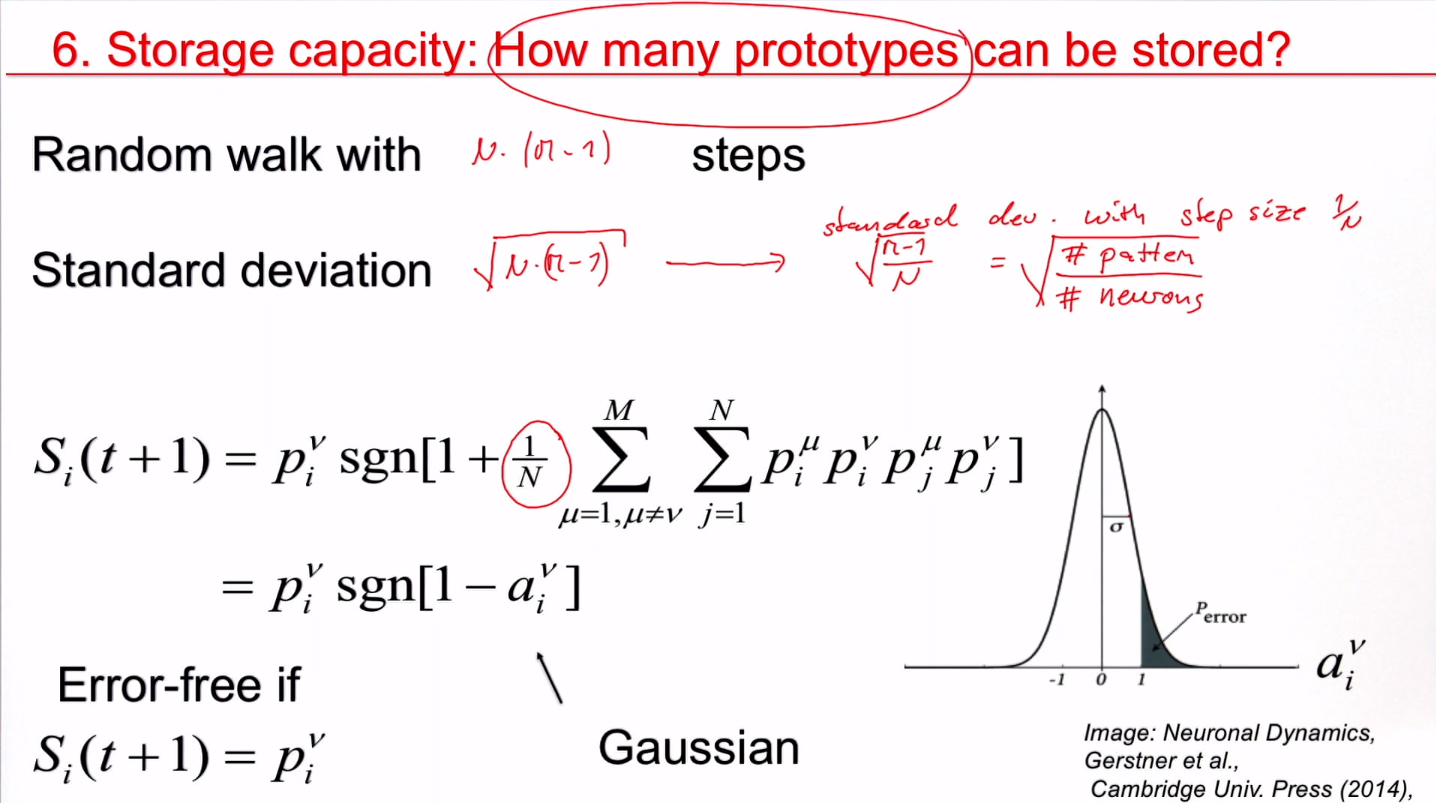 6. Storage capacity: How many prototypes can be stored?
Random walk with N·(M-1) steps
standard dev. with step size 1/N
Standard deviation √(N·(M-1)) → √((M-1)/N) = √(# pattern / # neurons)
S_i(t+1) = p_i^ν sgn[1 + 1/N ∑_{μ=1,μ≠ν}^{M} ∑_{j=1}^{N} p_i^μ p_i^ν p_j^μ p_j^ν]
= p_i^ν sgn[1 − a_i^ν]
σ
P_error
-1 0 1
a_i^ν
Error-free if
S_i(t+1) = p_i^ν
Gaussian
Image: Neuronal Dynamics,
Gerstner et al.,
Cambridge Univ. Press (2014),